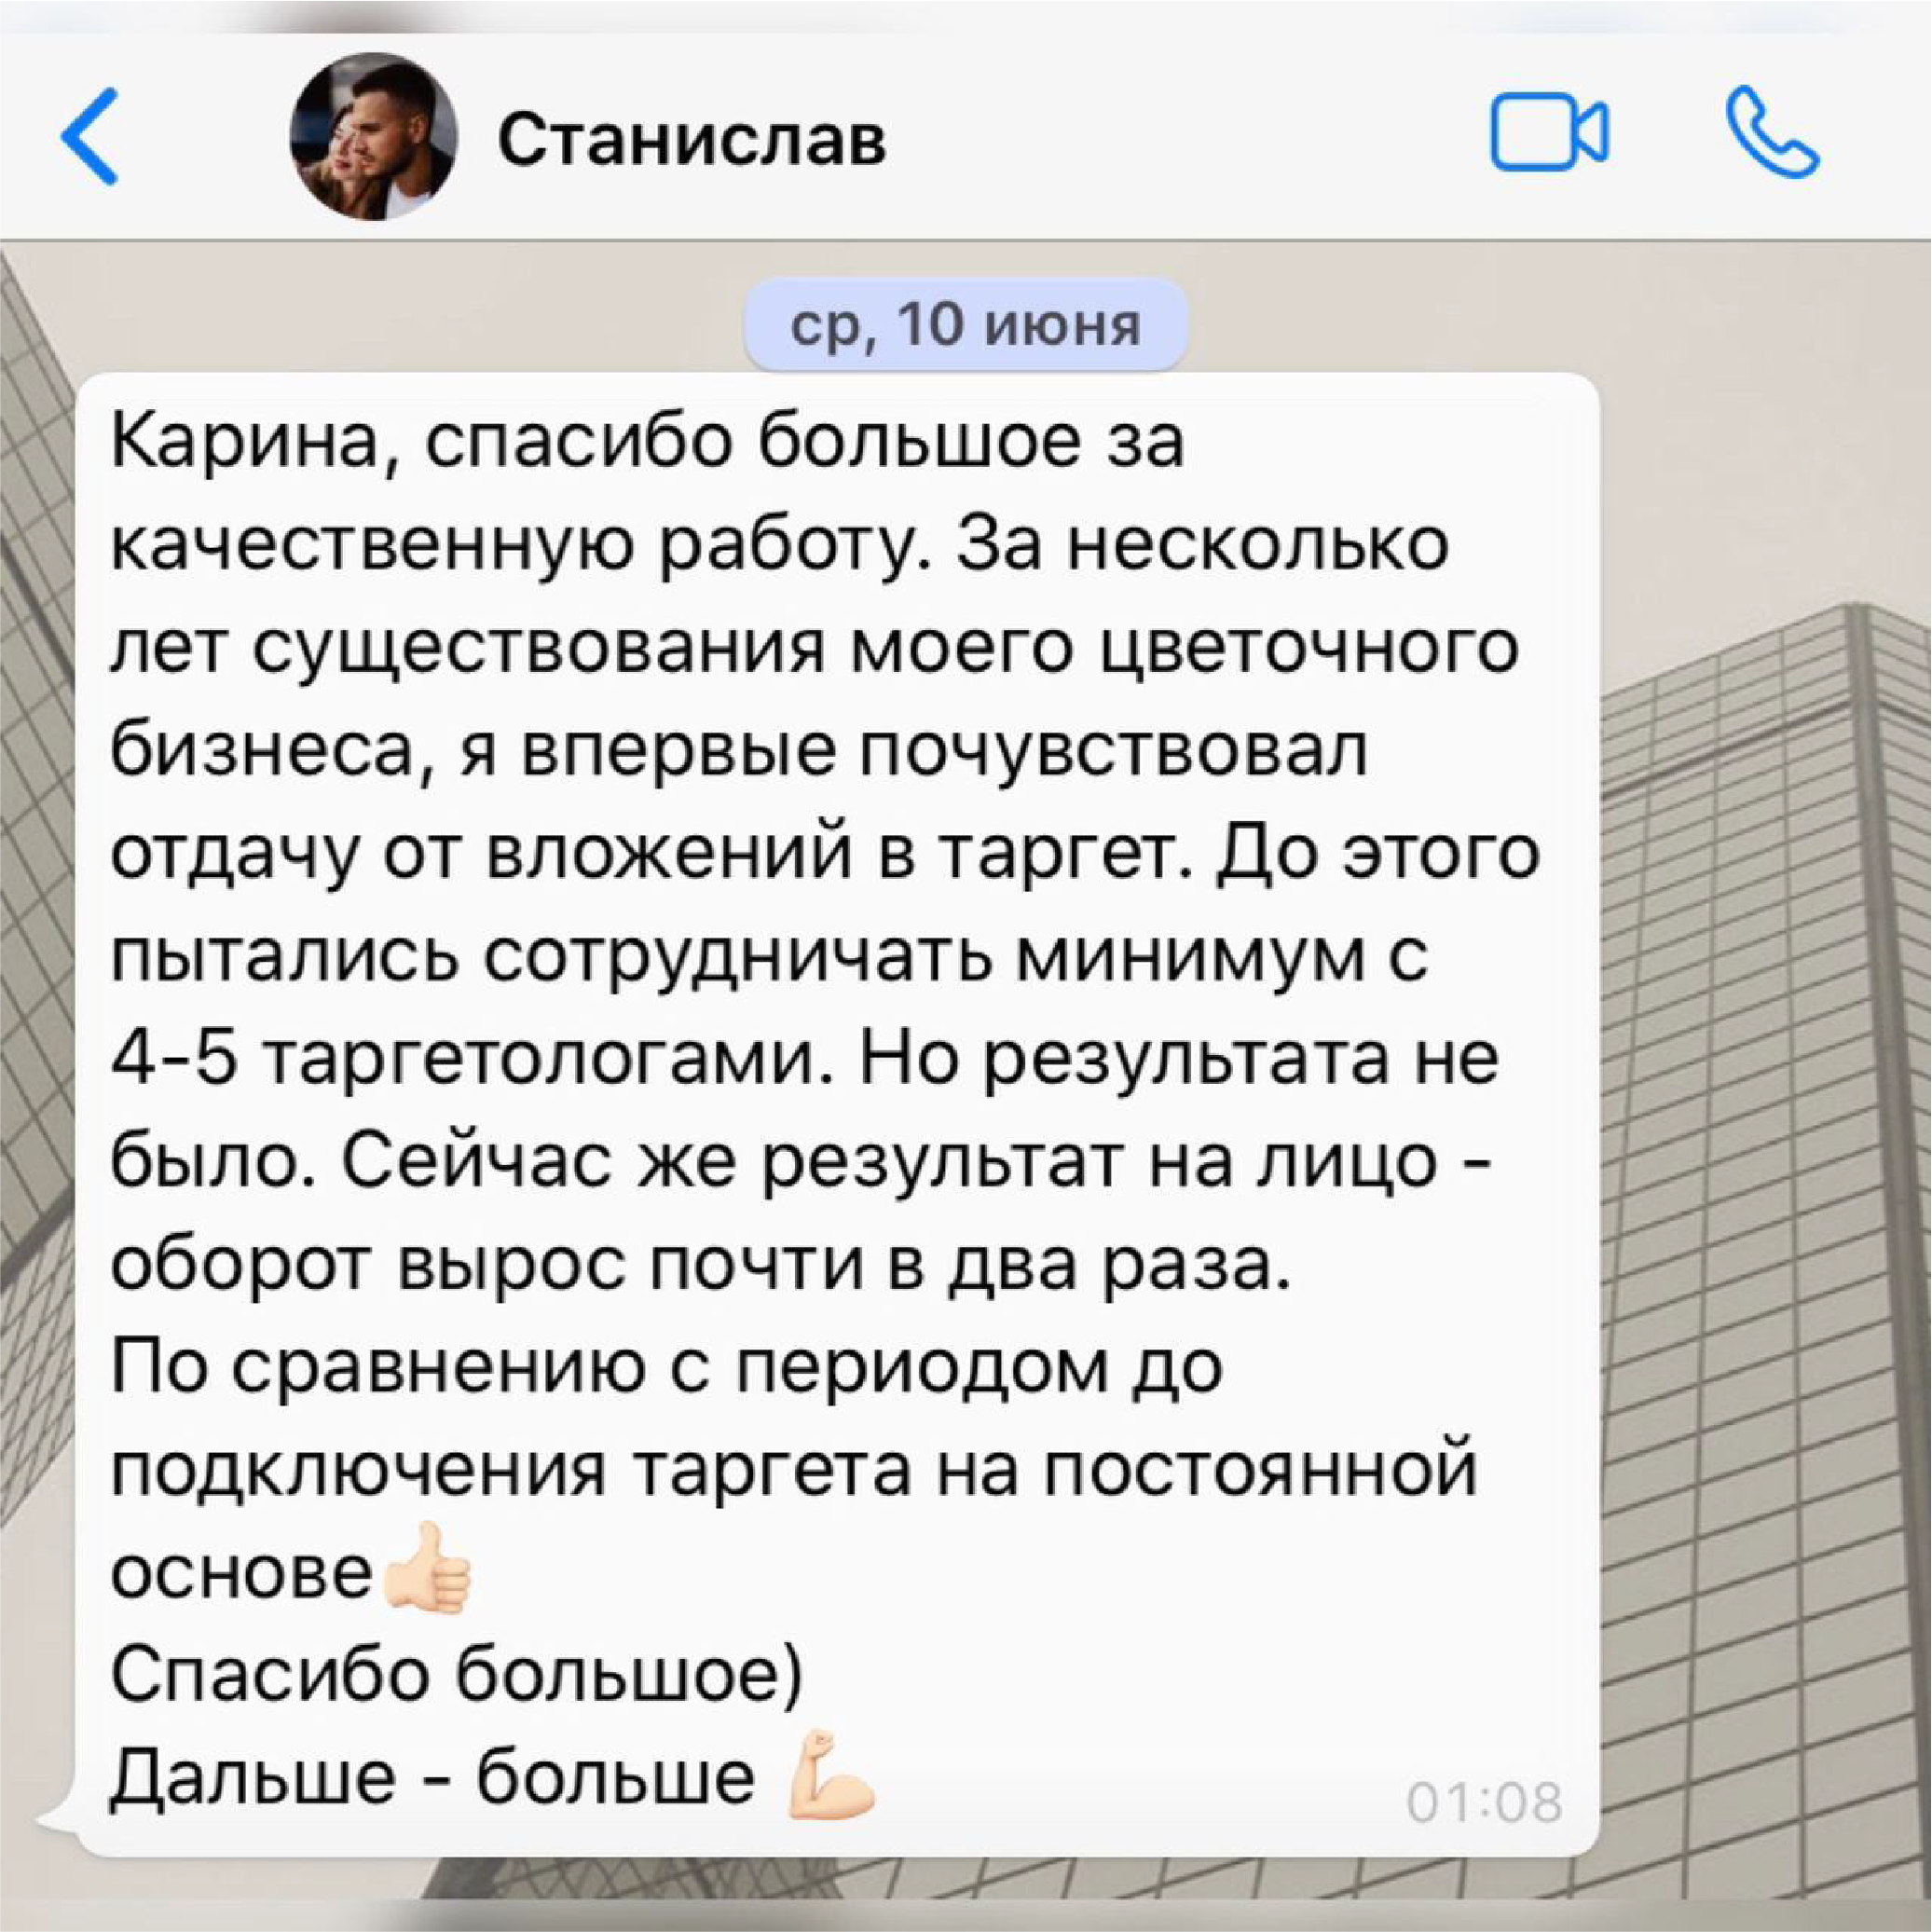 Станислав
ср, 10 июня
Карина, спасибо большое за
качественную работу. За несколько
лет существования моего цветочного
бизнеса, я впервые почувствовал
отдачу от вложений в таргет. До этого
пытались сотрудничать минимум с
4-5 таргетологами. Но результата не
было. Сейчас же результат на лицо -
оборот вырос почти в два раза.
По сравнению с периодом до
подключения таргета на постоянной
основе👍🏻
Спасибо большое)
Дальше - больше 💪🏻
01:08